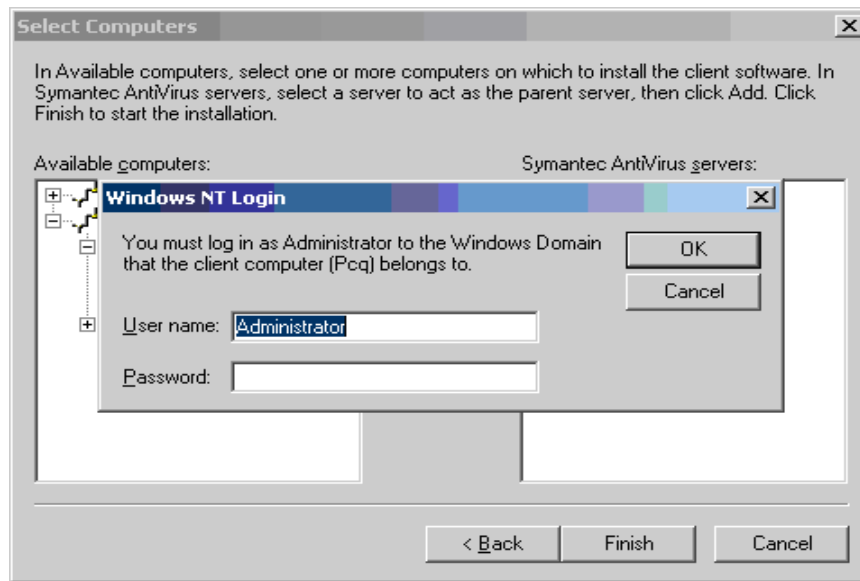 Select Computers
In Available computers, select one or more computers on which to install the client software. In
Symantec AntiVirus servers, select a server to act as the parent server, then click Add. Click
Finish to start the installation.
Available computers:
Symantec AntiVirus servers:
Windows NT Login
You must log in as Administrator to the Windows Domain
that the client computer (Pcq) belongs to.
OK
Cancel
User name: Administrator
Password:
< Back
Finish
Cancel